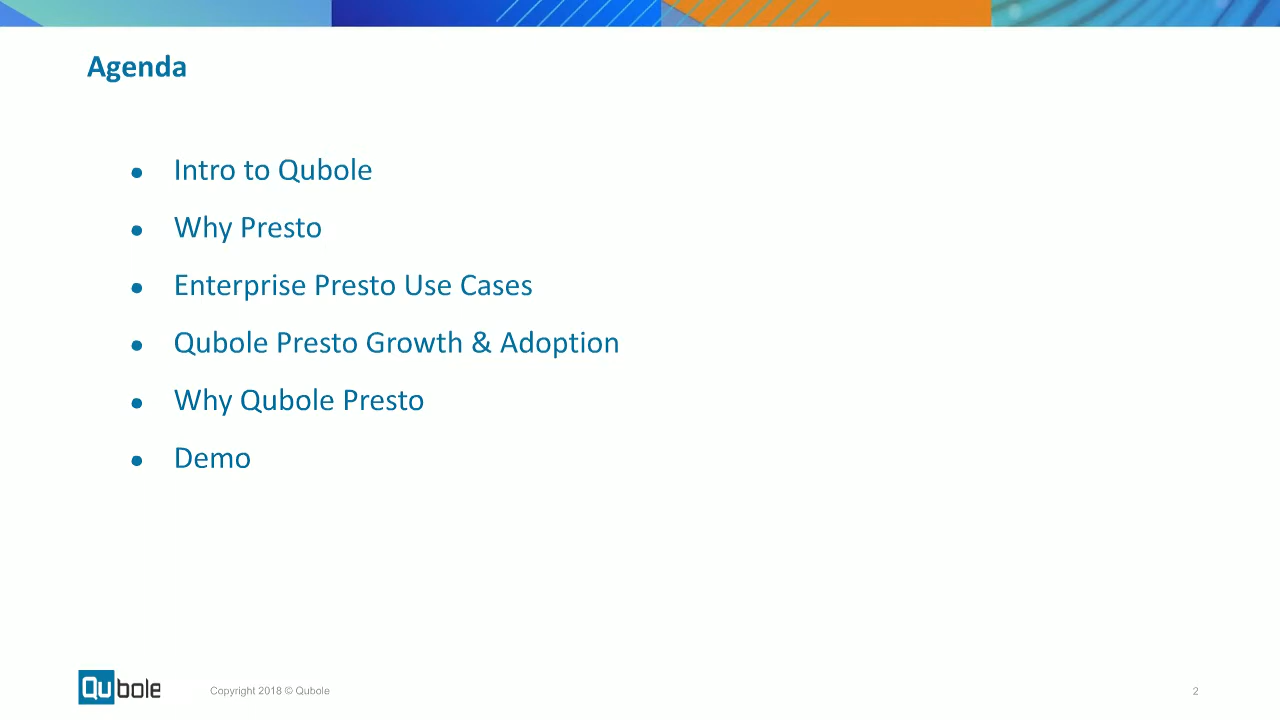 Agenda
● Intro to Qubole
● Why Presto
● Enterprise Presto Use Cases
● Qubole Presto Growth & Adoption
● Why Qubole Presto
● Demo
Qubole
Copyright 2018 © Qubole
2